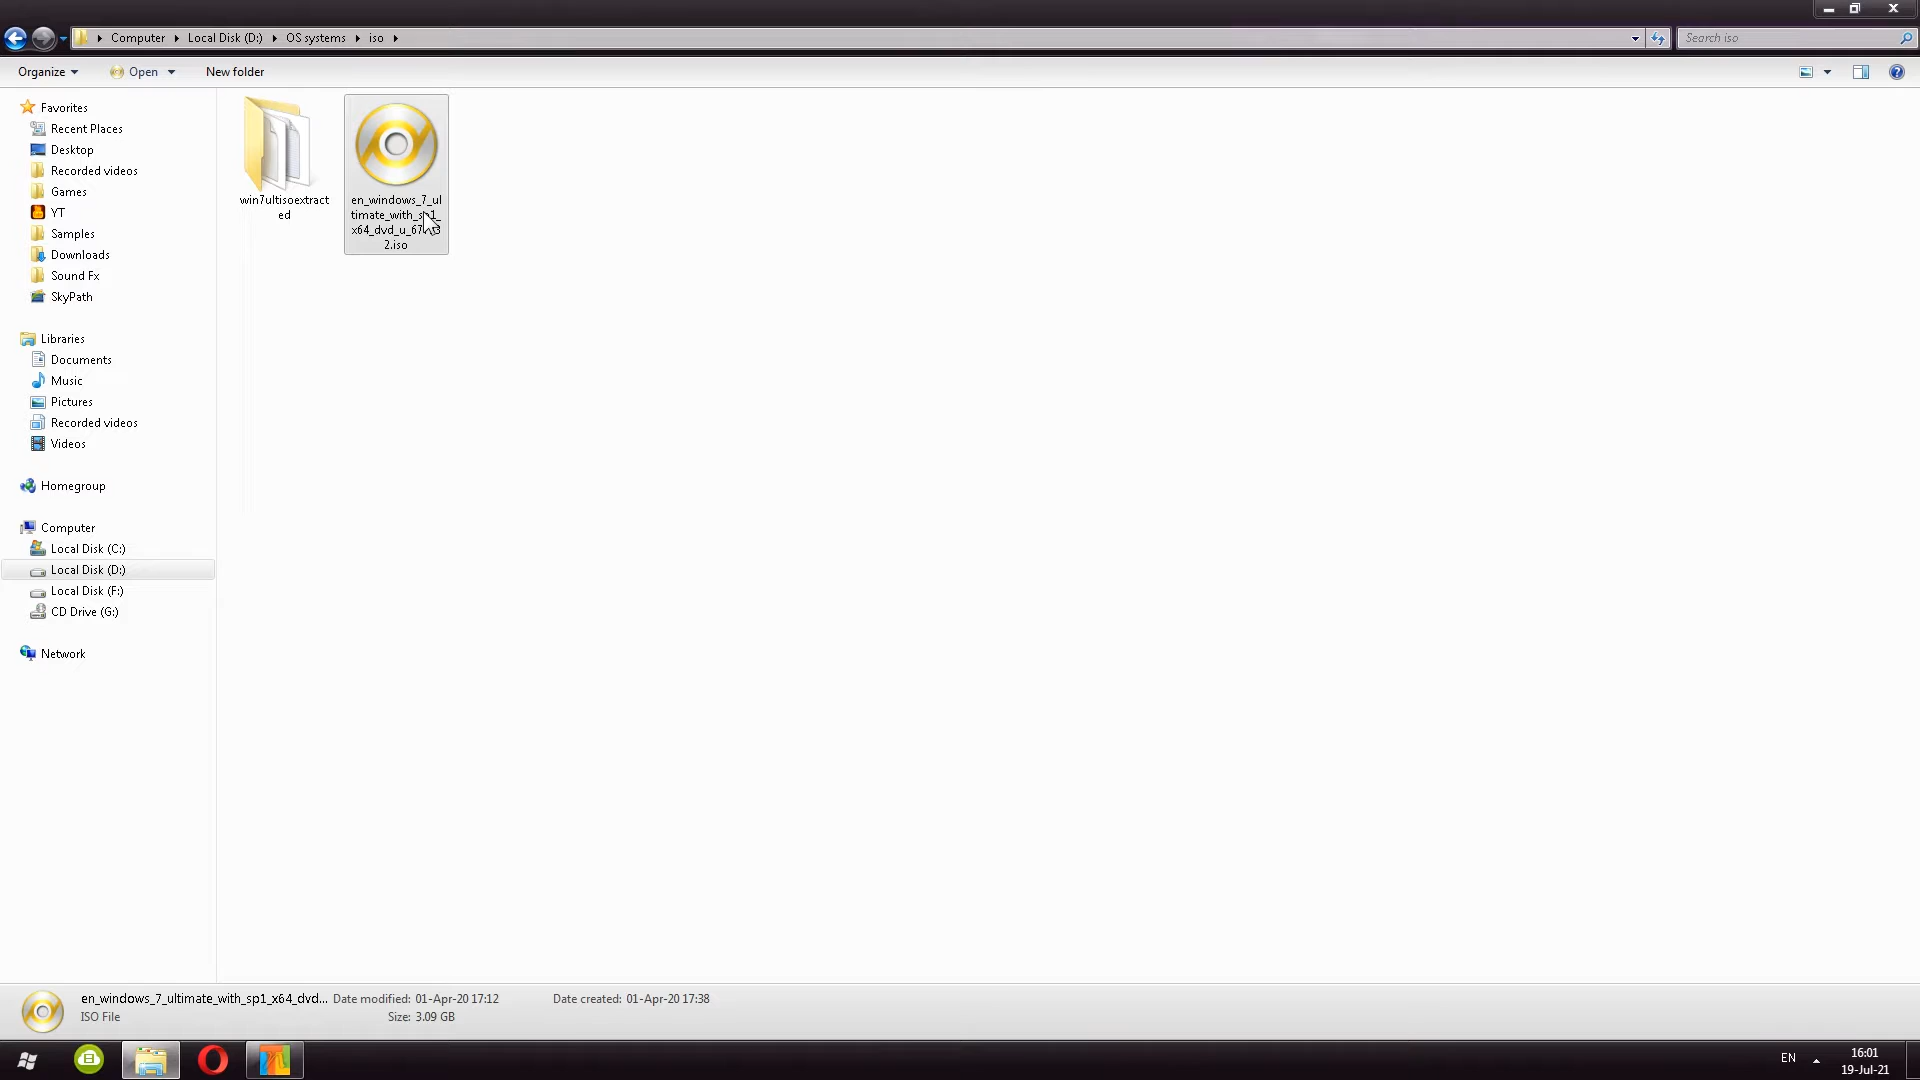 Computer Local Disk (D:) OS systems iso
Search iso
Organize Open New folder
Favorites
Recent Places
Desktop
Recorded videos
Games
YT
Samples
Downloads
Sound Fx
SkyPath
Libraries
Documents
Music
Pictures
Recorded videos
Videos
Homegroup
Computer
Local Disk (C:)
Local Disk (D:)
Local Disk (F:)
CD Drive (G:)
Network
win7ultisoextract
ed
en_windows_7_ul
timate_with_sp1_
2.iso
en_windows_7_ultimate_with_sp1_x64_dvd... Date modified: 01-Apr-20 17:12 Date created: 01-Apr-20 17:38
ISO File Size: 3.09 GB
EN
16:01
19-Jul-21